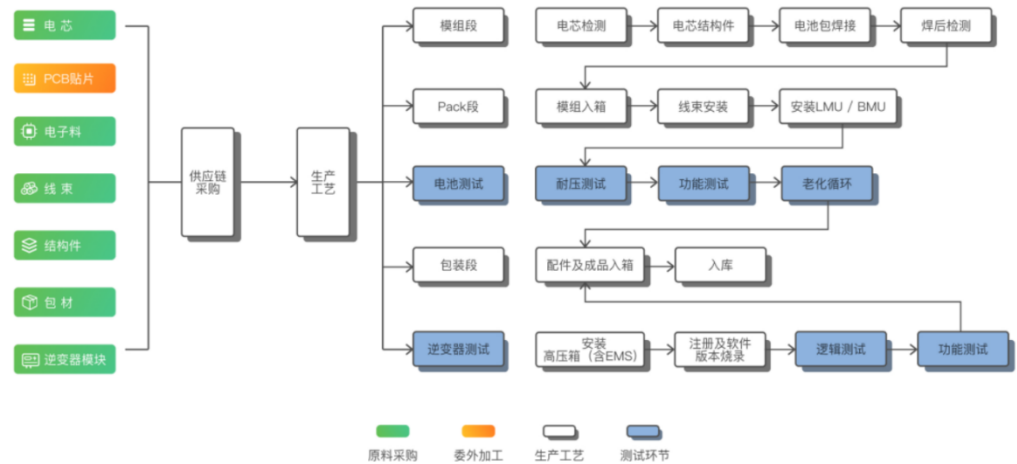 电 芯
PCB贴片
电子料
线 束
结构件
包 材
逆变器模块
供应链
采购
生产
工艺
模组段
电芯检测
电芯结构件
电池包焊接
焊后检测
Pack段
模组入箱
线束安装
安装LMU / BMU
电池测试
耐压测试
功能测试
老化循环
包装段
配件及成品入箱
入库
逆变器测试
安装
高压箱（含EMS）
注册及软件
版本烧录
逻辑测试
功能测试
原料采购
委外加工
生产工艺
测试环节